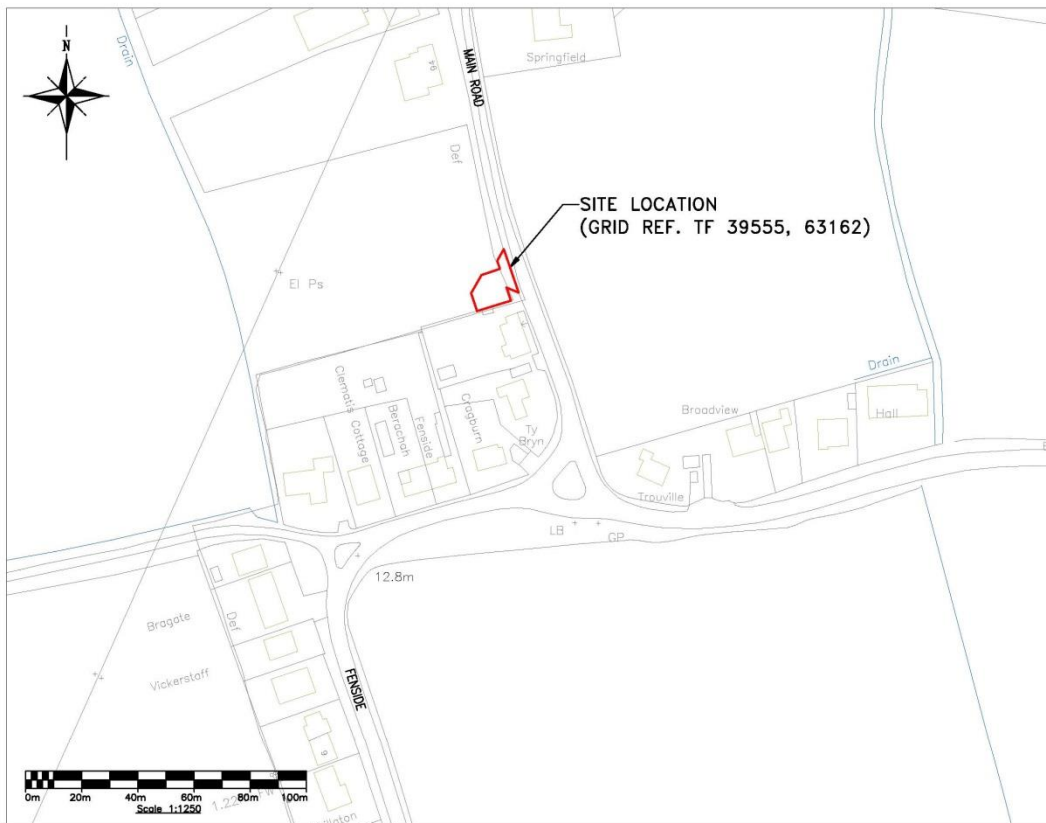 N
Drain
94
MAIN ROAD
Springfield
Def
SITE LOCATION
(GRID REF. TF 39555, 63162)
El Ps
Drain
Clematis Cottage
Berachah
Fenside
Cragburn
Ty
Bryn
Broadview
Hall
Trouville
LB
GP
12.8m
Bragate
Def
Vickerstaff
FENSIDE
9
0m 20m 40m 60m 80m 100m
Scale 1:1250